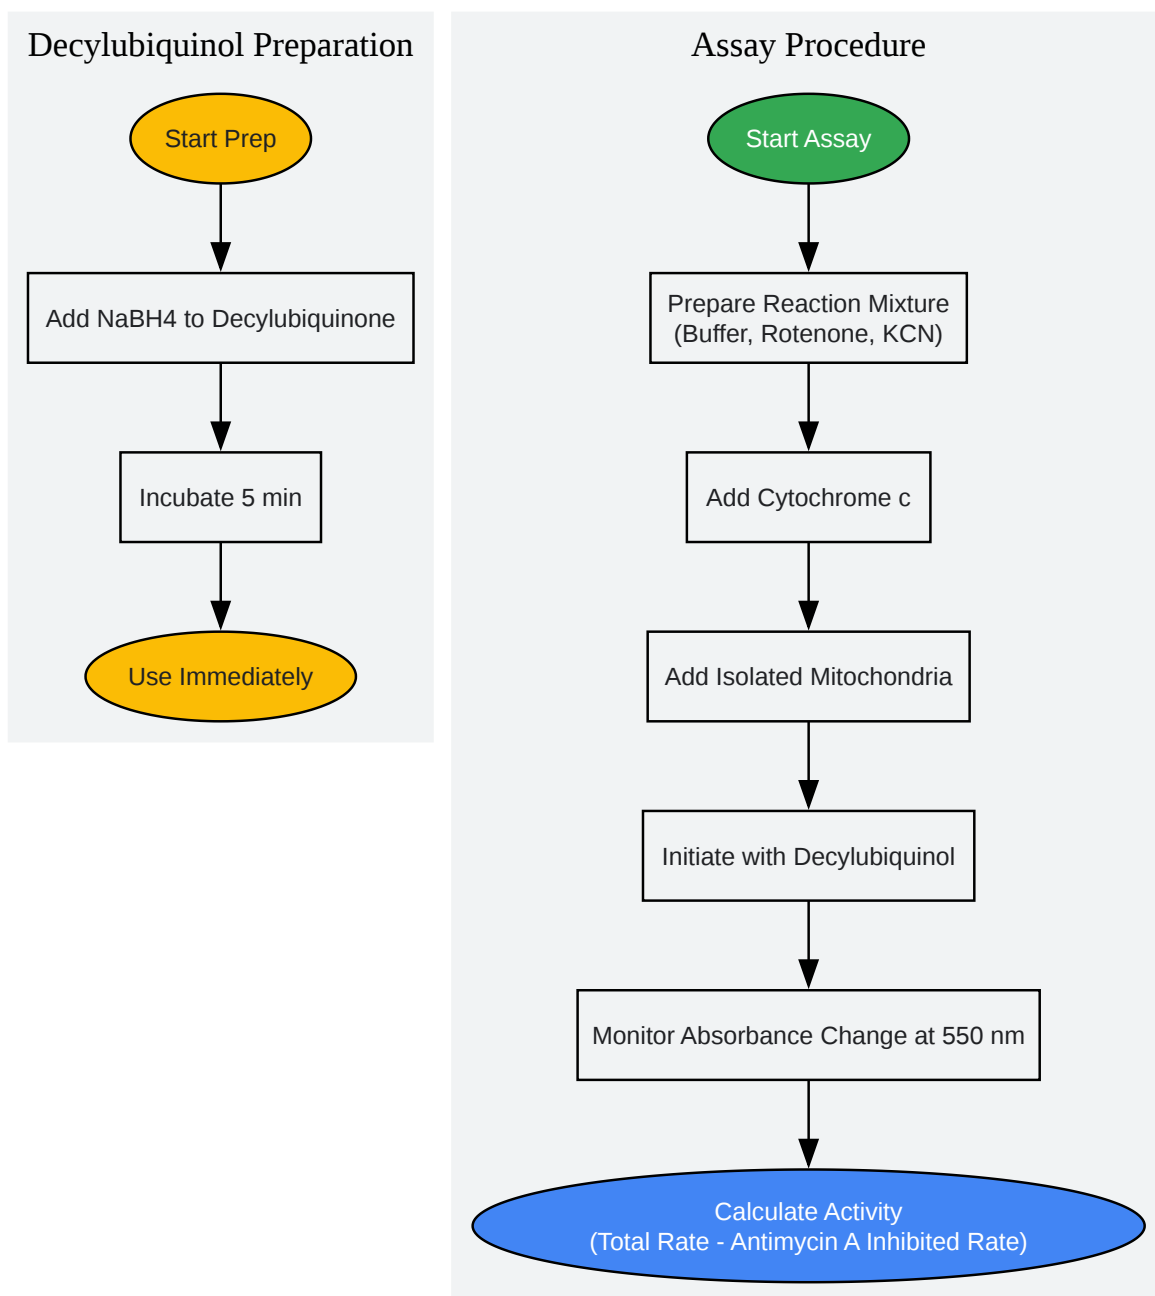 Decylubiquinol Preparation
Start Prep
Add NaBH4 to Decylubiquinone
Incubate 5 min
Use Immediately
Assay Procedure
Start Assay
Prepare Reaction Mixture
(Buffer, Rotenone, KCN)
Add Cytochrome c
Add Isolated Mitochondria
Initiate with Decylubiquinol
Monitor Absorbance Change at 550 nm
Calculate Activity
(Total Rate - Antimycin A Inhibited Rate)